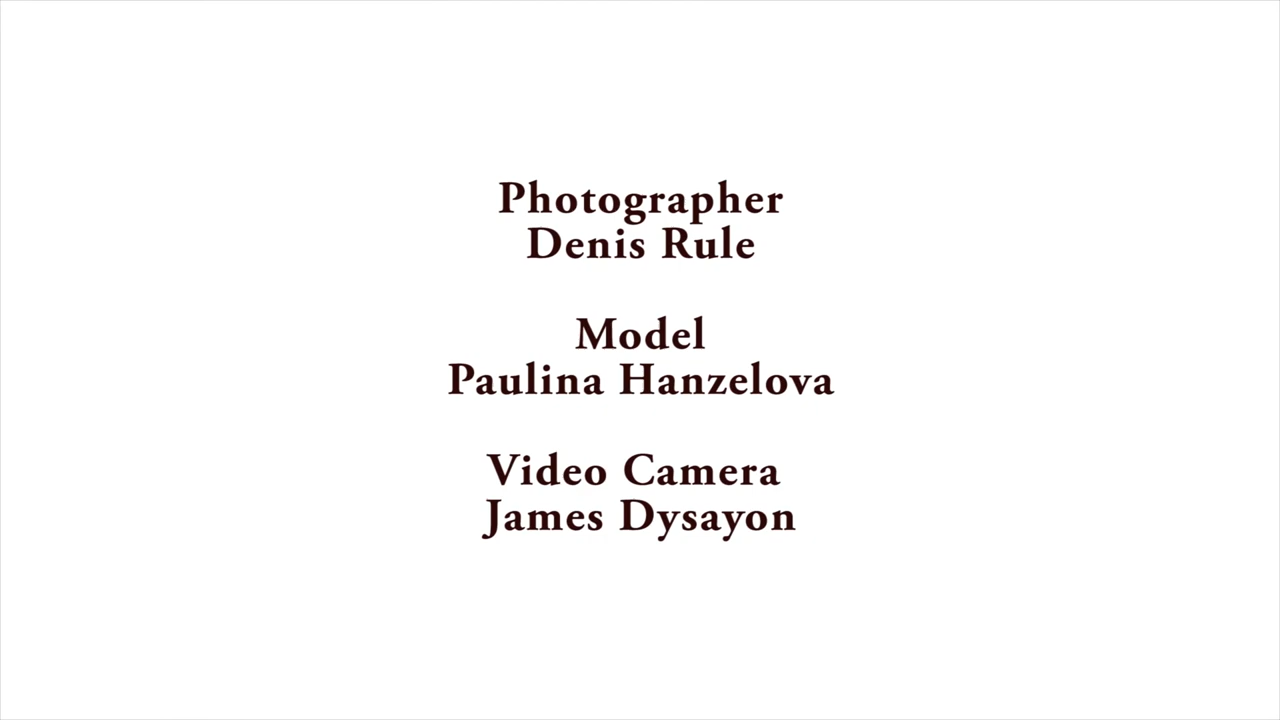 Photographer
Denis Rule
Model
Paulina Hanzelova
Video Camera
James Dysayon